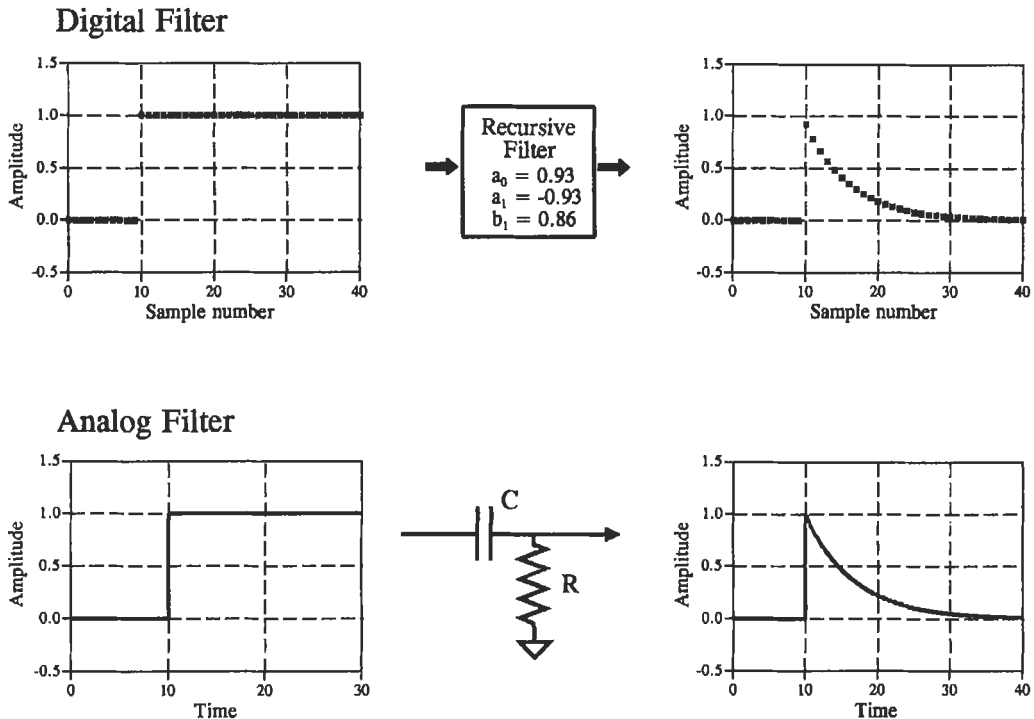 Digital Filter
1.5
1.0
0.5
0.0
-0.5
Amplitude
0 10 20 30 40
Sample number
Recursive
Filter
a₀ = 0.93
a₁ = -0.93
b₁ = 0.86
1.5
1.0
0.5
0.0
-0.5
Amplitude
0 10 20 30 40
Sample number
Analog Filter
1.5
1.0
0.5
0.0
-0.5
Amplitude
0 10 20 30
Time
C
R
1.5
1.0
0.5
0.0
-0.5
Amplitude
0 10 20 30 40
Time